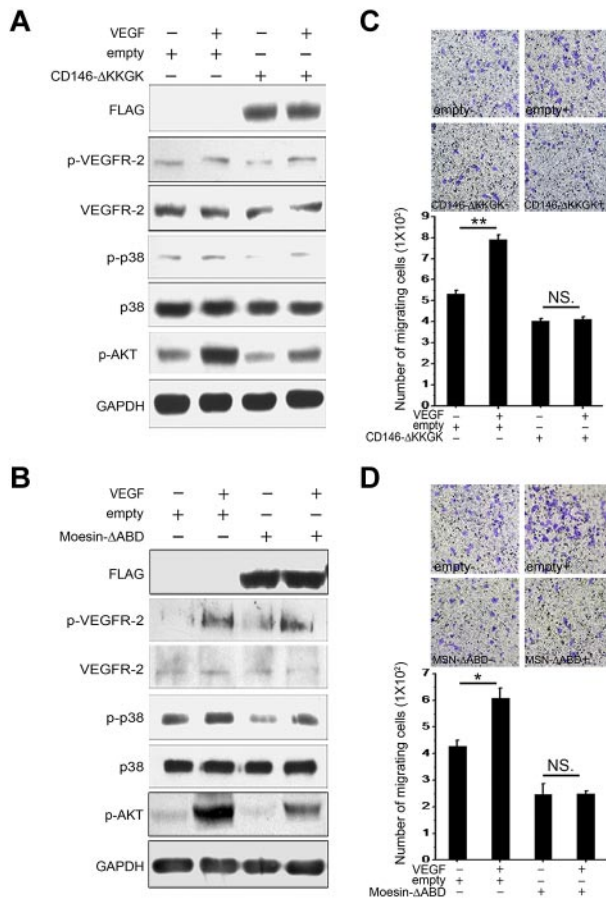 A
VEGF − + − +
empty + + − −
CD146-ΔKKGK − − + +
FLAG
p-VEGFR-2
VEGFR-2
p-p38
p38
p-AKT
GAPDH
B
VEGF − + − +
empty + + − −
Moesin-ΔABD − − + +
FLAG
p-VEGFR-2
VEGFR-2
p-p38
p38
p-AKT
GAPDH
C
empty- empty+
CD146-ΔKKGK- CD146-ΔKKGK+
Number of migrating cells (1X10²)
9
8
7
6
5
4
3
2
1
0
**
NS.
VEGF − + − +
empty + + − −
CD146-ΔKKGK − − + +
D
empty- empty+
MSN-ΔABD- MSN-ΔABD+
Number of migrating cells (1X10²)
7
6
5
4
3
2
1
0
*
NS.
VEGF − + − +
empty + + − −
Moesin-ΔABD − − + +